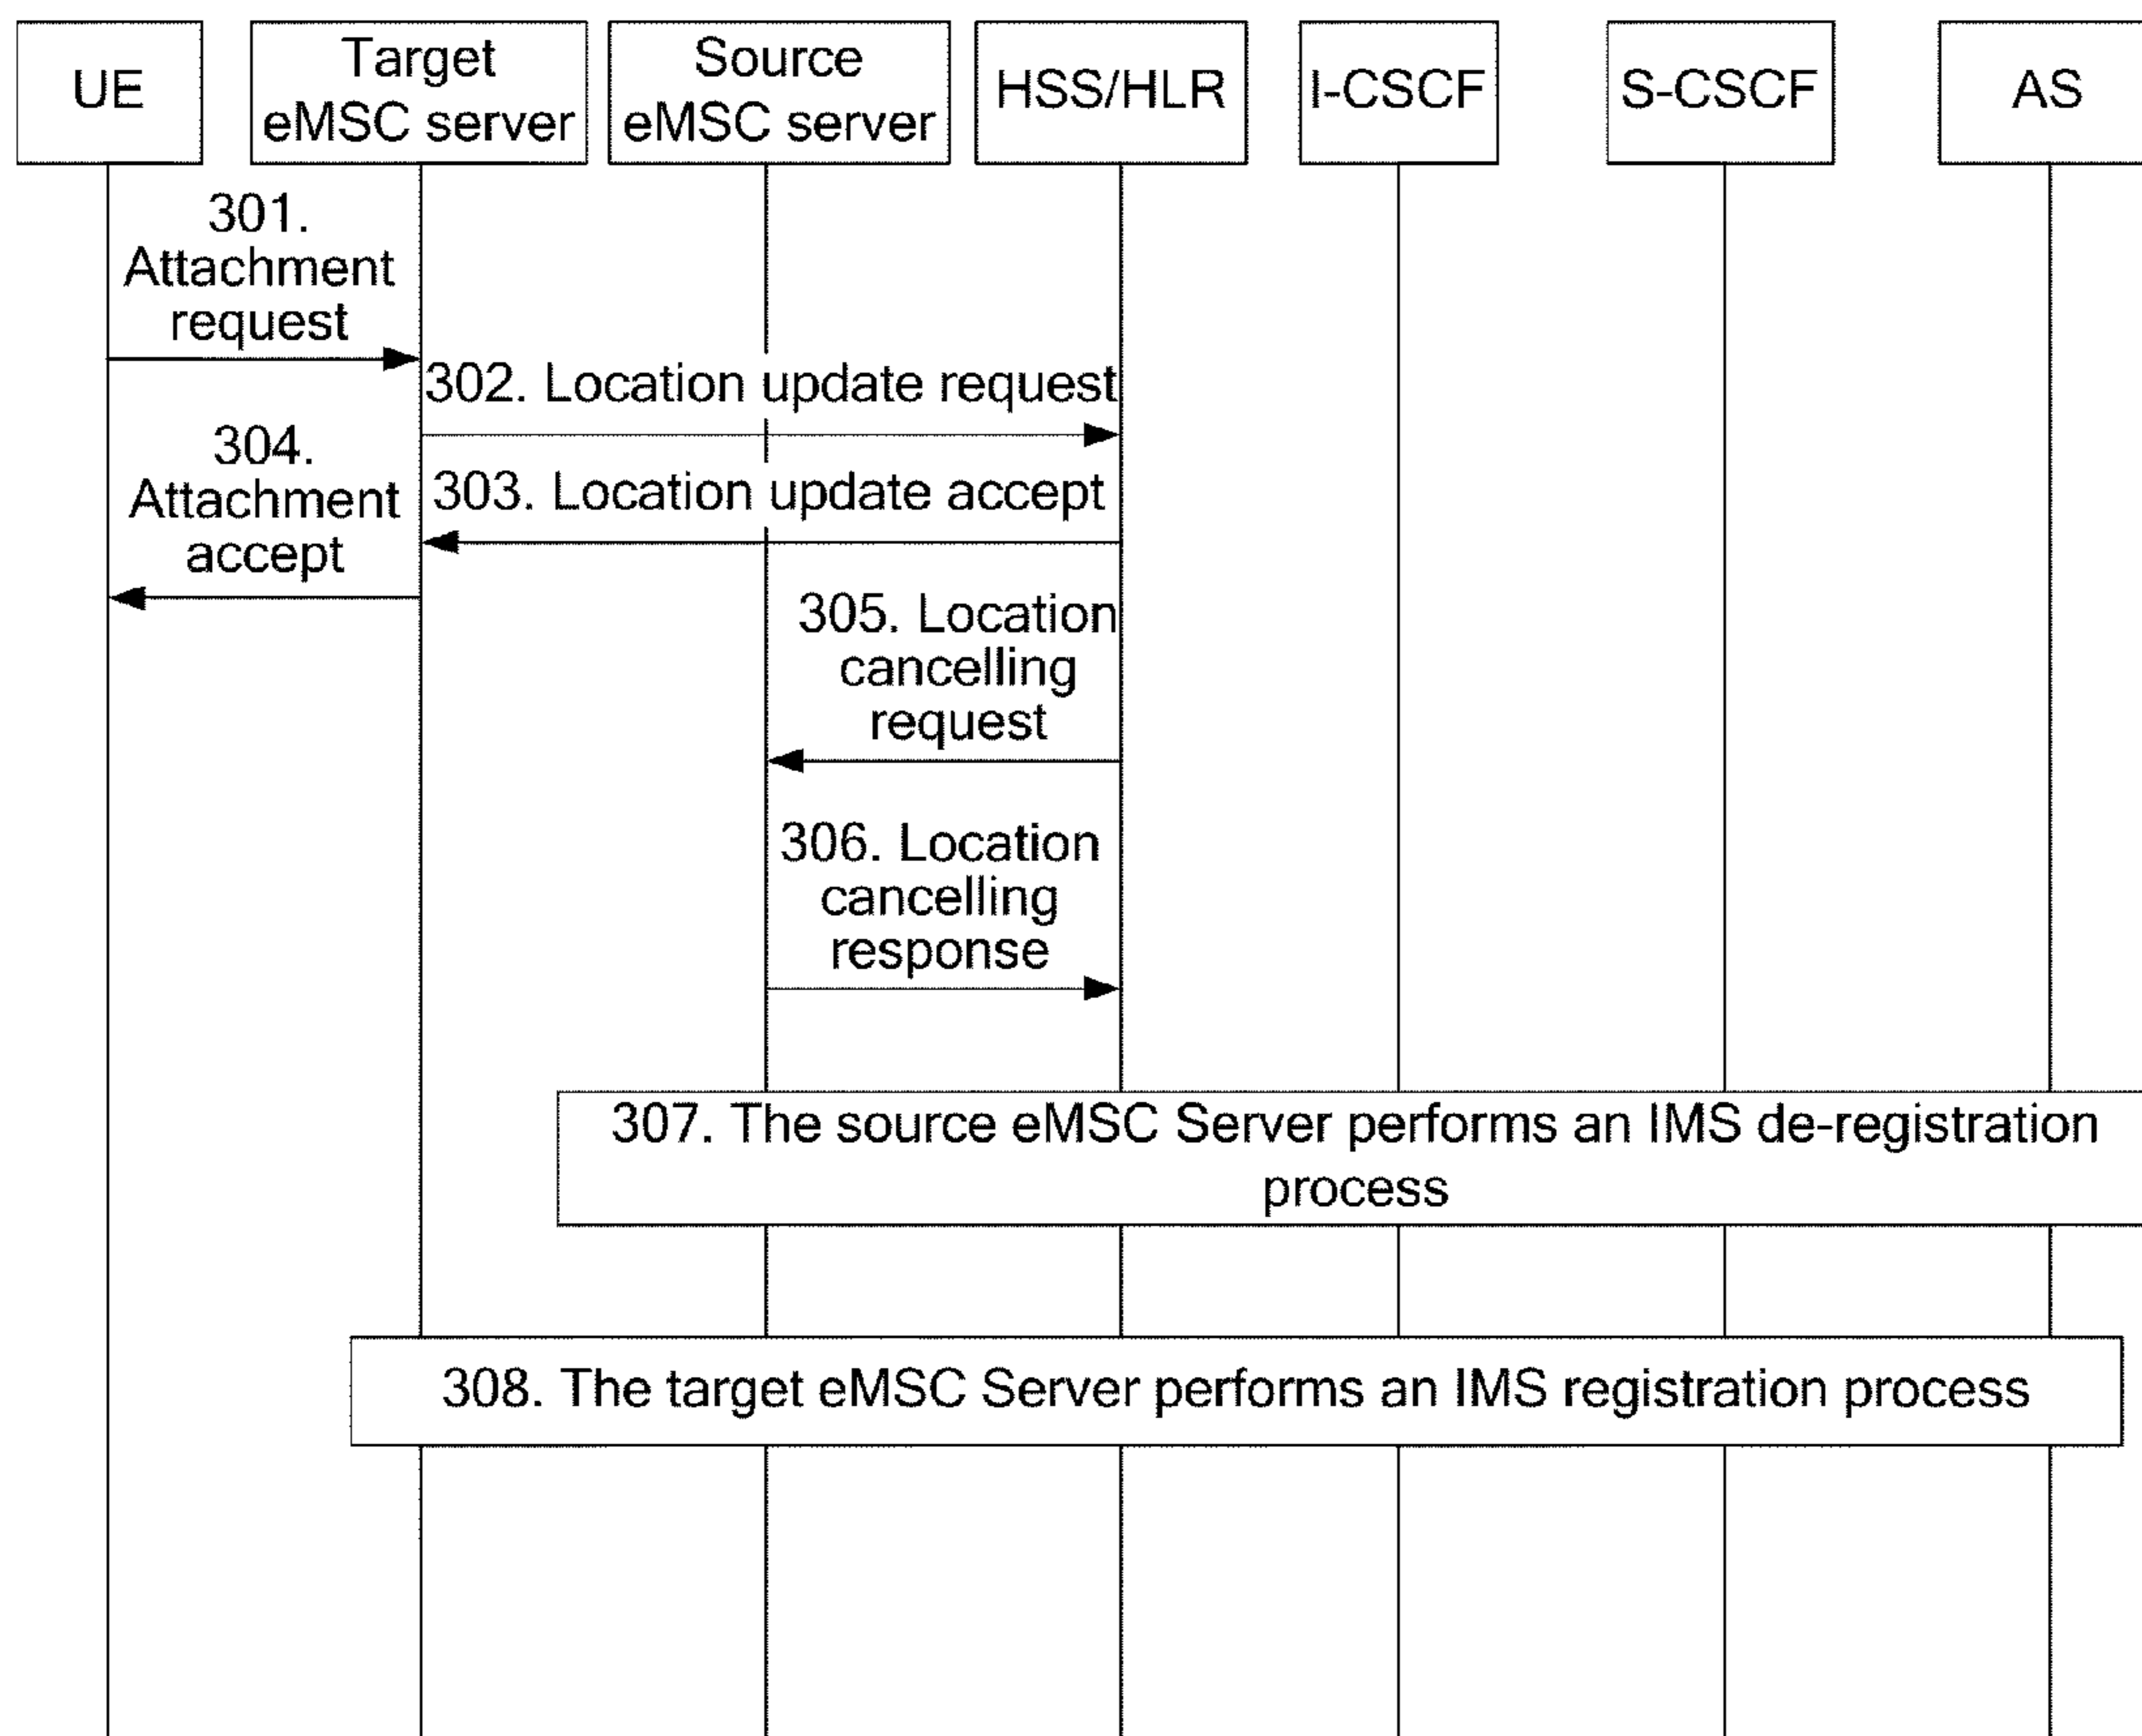 UE
Target
eMSC server
Source
eMSC server
HSS/HLR
I-CSCF
S-CSCF
AS
301.
Attachment
request
302. Location update request
303. Location update accept
304.
Attachment
accept
305. Location
cancelling
request
306. Location
cancelling
response
307. The source eMSC Server performs an IMS de-registration
process
308. The target eMSC Server performs an IMS registration process